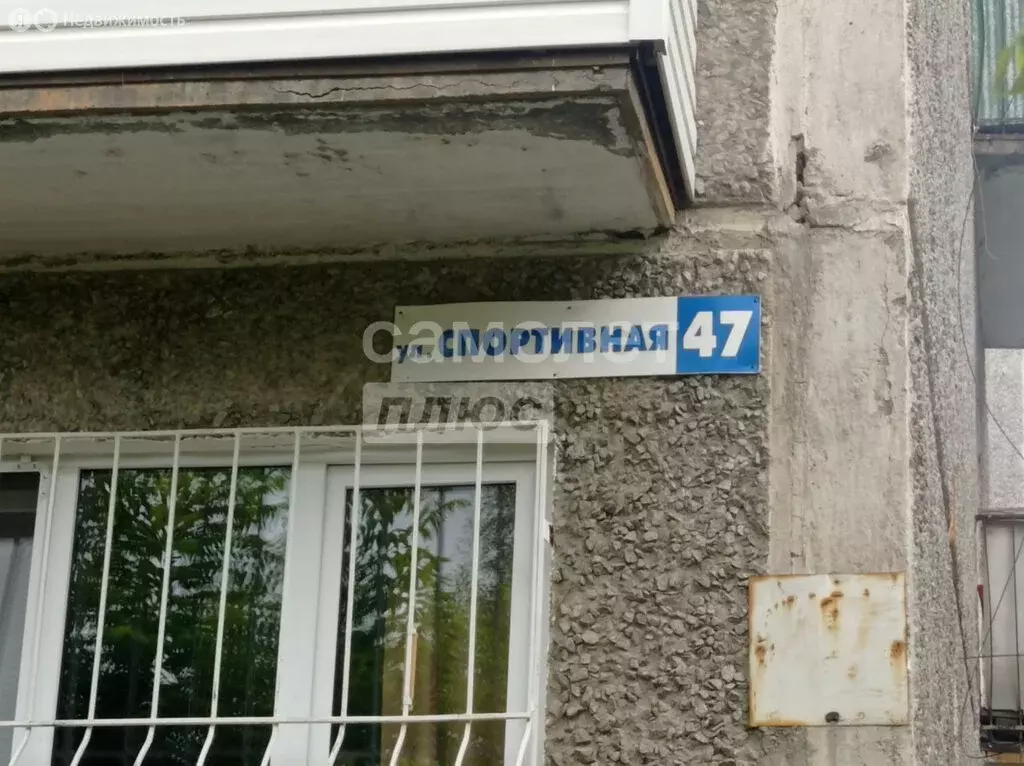 Я Недвижимость
ул. СПОРТИВНАЯ 47
самолет
плюс